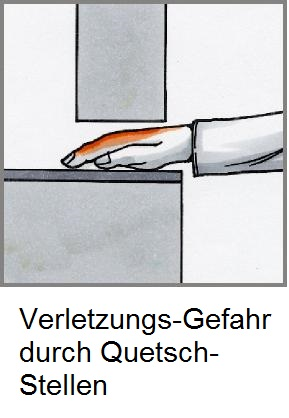 Verletzungs-Gefahr
durch Quetsch-
Stellen